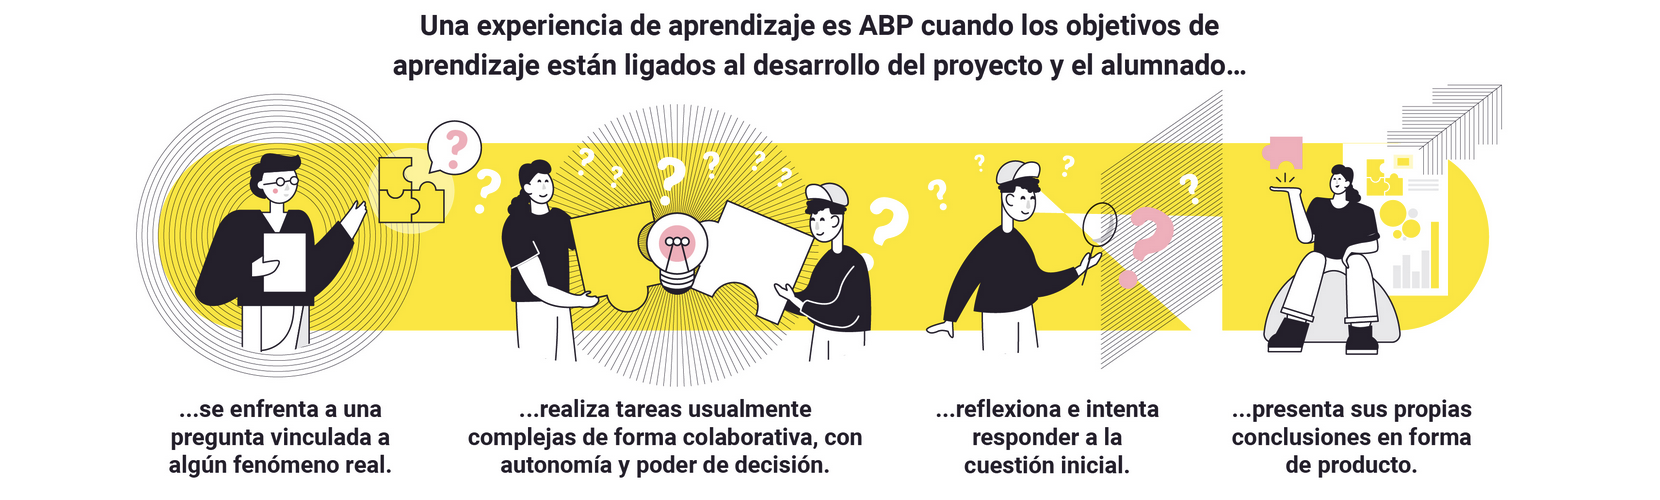 Una experiencia de aprendizaje es ABP cuando los objetivos de
aprendizaje están ligados al desarrollo del proyecto y el alumnado...
...se enfrenta a una
pregunta vinculada a
algún fenómeno real.
...realiza tareas usualmente
complejas de forma colaborativa, con
autonomía y poder de decisión.
...reflexiona e intenta
responder a la
cuestión inicial.
...presenta sus propias
conclusiones en forma
de producto.